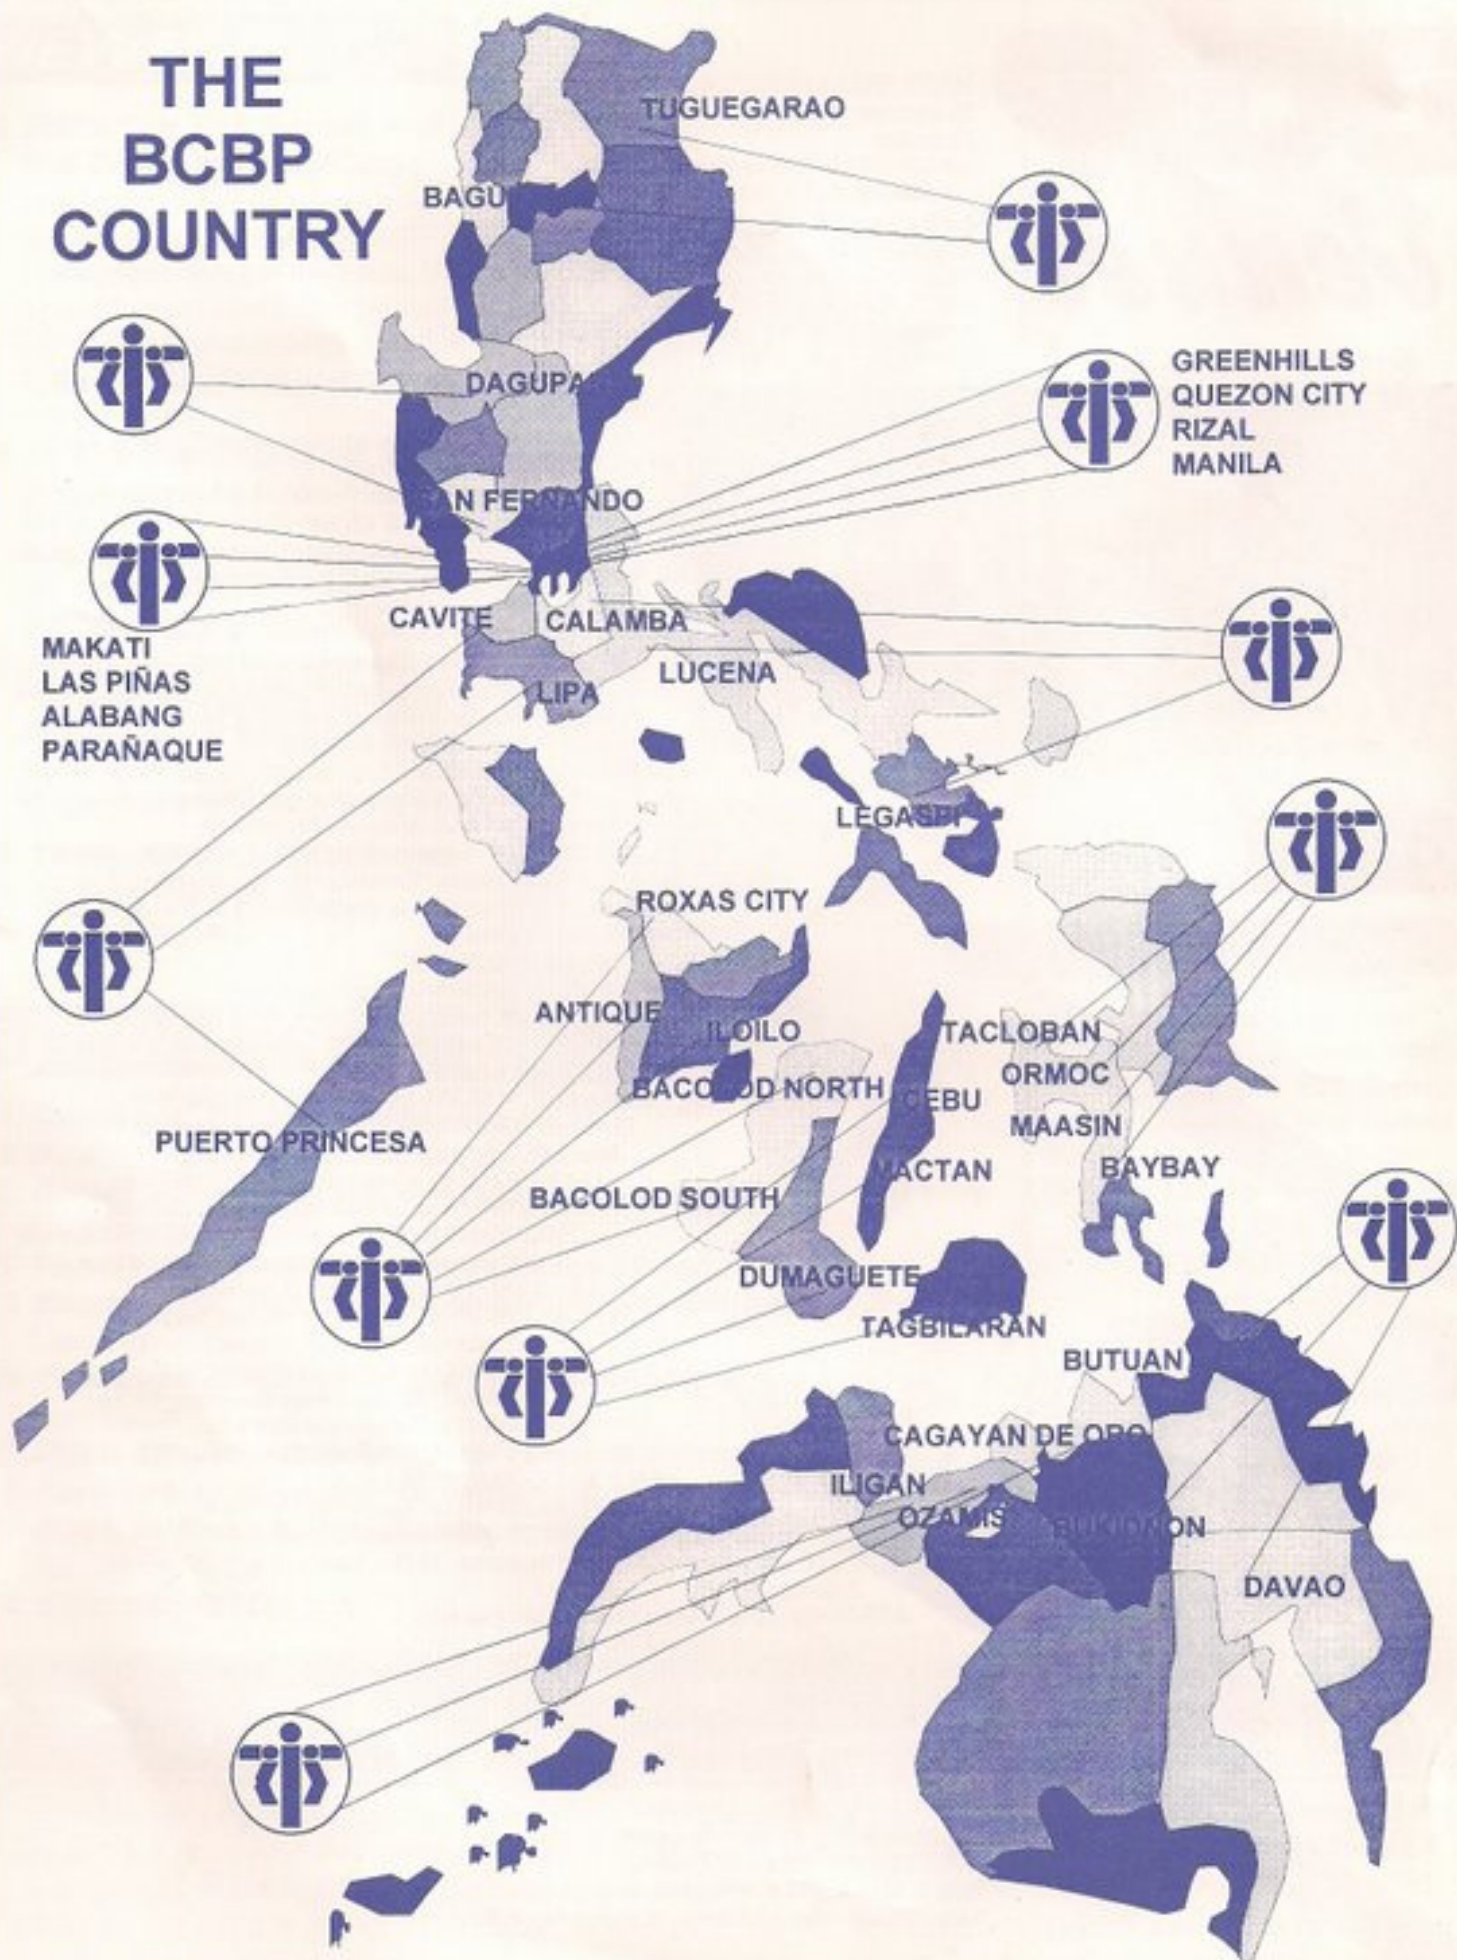 THE
BCBP
COUNTRY
TUGUEGARAO
BAGU
DAGUPA
GREENHILLS
QUEZON CITY
RIZAL
MANILA
SAN FERNANDO
CAVITE
CALAMBA
MAKATI
LAS PIÑAS
ALABANG
PARAÑAQUE
LUCENA
LIPA
LEGASPI
ROXAS CITY
ANTIQUE
ILOILO
TACLOBAN
ORMOC
BACOLOD NORTH
CEBU
MAASIN
PUERTO PRINCESA
MACTAN
BAYBAY
BACOLOD SOUTH
DUMAGUETE
TAGBILARAN
BUTUAN
CAGAYAN DE ORO
ILIGAN
OZAMIS
BUKIDNON
DAVAO